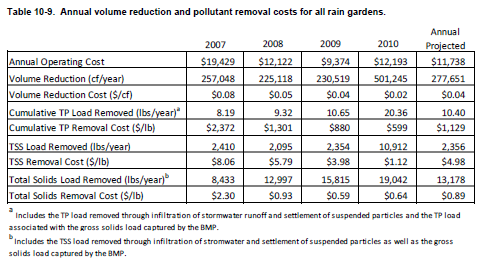 Table 10-9. Annual volume reduction and pollutant removal costs for all rain gardens.
Annual
2007 2008 2009 2010 Projected
Annual Operating Cost $19,429 $12,122 $9,374 $12,193 $11,738
Volume Reduction (cf/year) 257,048 225,118 230,519 501,245 277,651
Volume Reduction Cost ($/cf) $0.08 $0.05 $0.04 $0.02 $0.04
Cumulative TP Load Removed (lbs/year)a 8.19 9.32 10.65 20.36 10.40
Cumulative TP Removal Cost ($/lb) $2,372 $1,301 $880 $599 $1,129
TSS Load Removed (lbs/year) 2,410 2,095 2,354 10,912 2,356
TSS Removal Cost ($/lb) $8.06 $5.79 $3.98 $1.12 $4.98
Total Solids Load Removed (lbs/year)b 8,433 12,997 15,815 19,042 13,178
Total Solids Removal Cost ($/lb) $2.30 $0.93 $0.59 $0.64 $0.89
a Includes the TP load removed through infiltration of stormwater runoff and settlement of suspended particles and the TP load
associated with the gross solids load captured by the BMP.
b Includes the TSS load removed through infiltration of stromwater and settlement of suspended particles as well as the gross
solids load captured by the BMP.